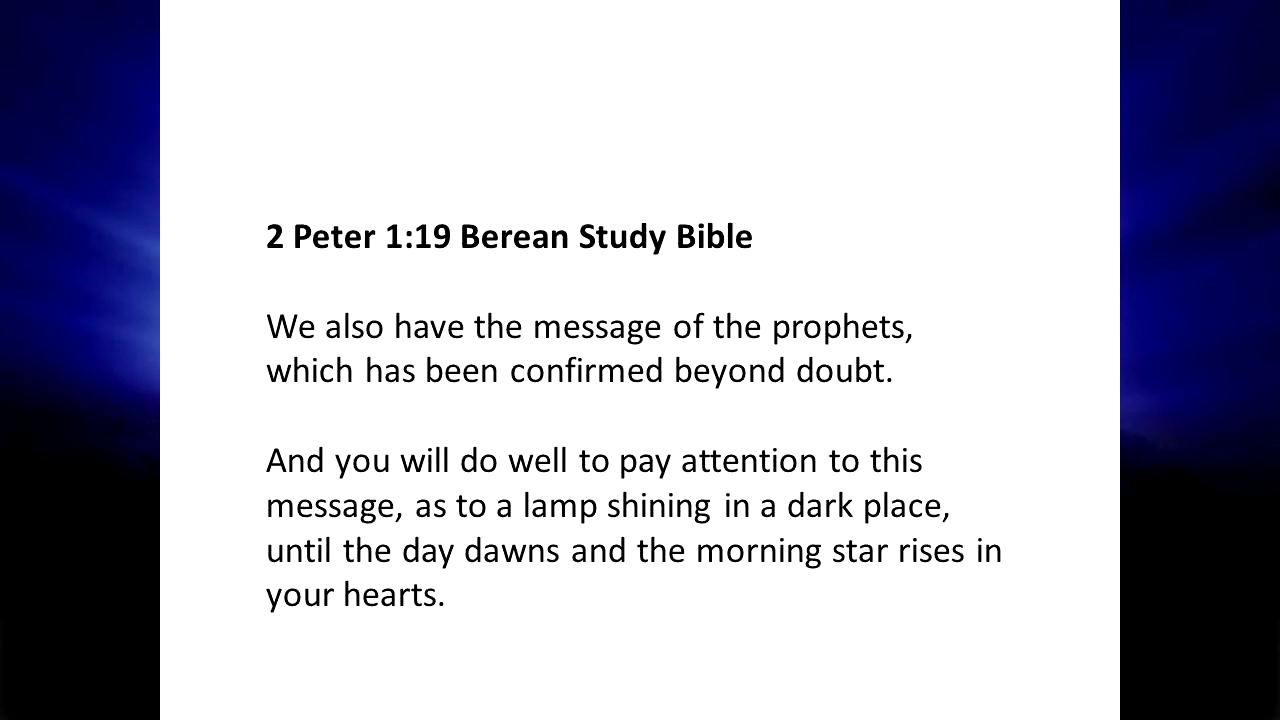 2 Peter 1:19 Berean Study Bible
We also have the message of the prophets,
which has been confirmed beyond doubt.
And you will do well to pay attention to this
message, as to a lamp shining in a dark place,
until the day dawns and the morning star rises in
your hearts.